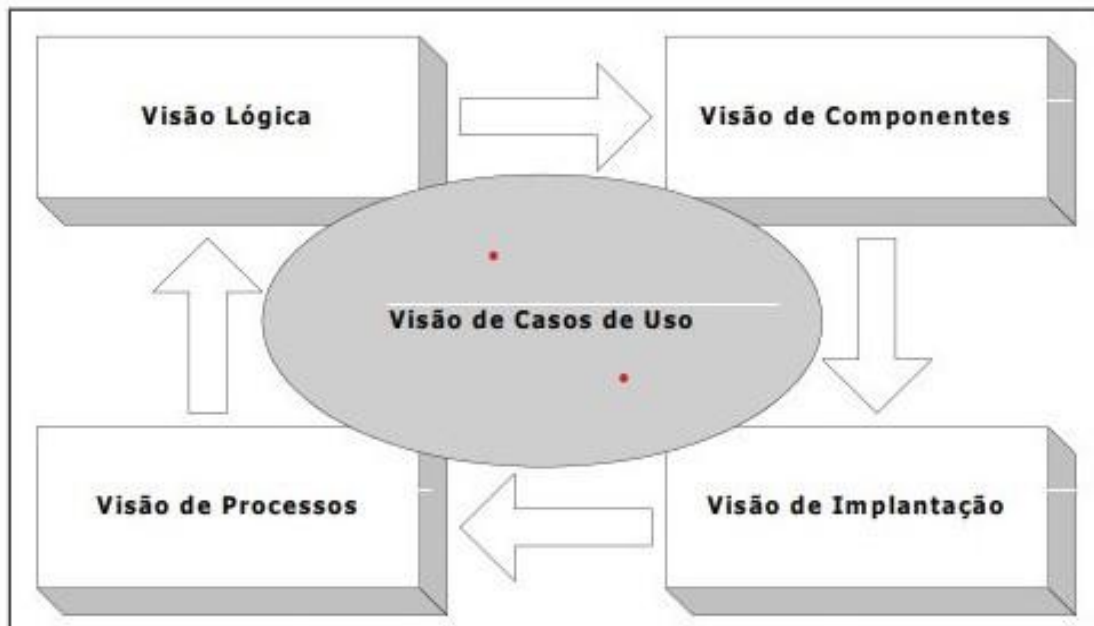 Visão Lógica
Visão de Componentes
Visão de Casos de Uso
Visão de Processos
Visão de Implantação